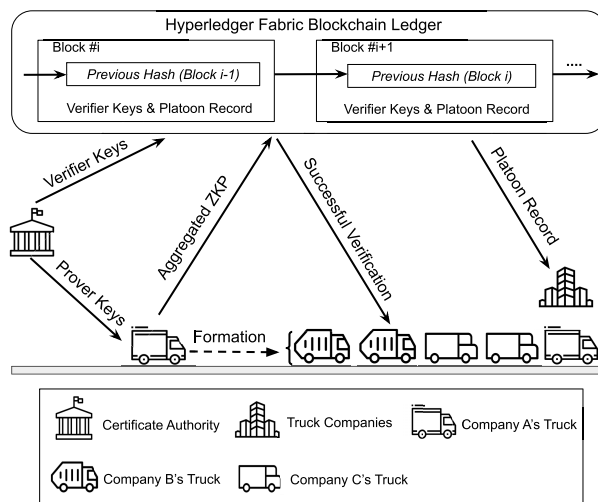 Hyperledger Fabric Blockchain Ledger
Block #i
Block #i+1
....
Previous Hash (Block i-1)
Previous Hash (Block i)
Verifier Keys & Platoon Record
Verifier Keys & Platoon Record
Verifier Keys
Aggregated ZKP
Successful Verification
Platoon Record
Prover Keys
Formation
Certificate Authority
Truck Companies
Company A's Truck
Company B's Truck
Company C's Truck